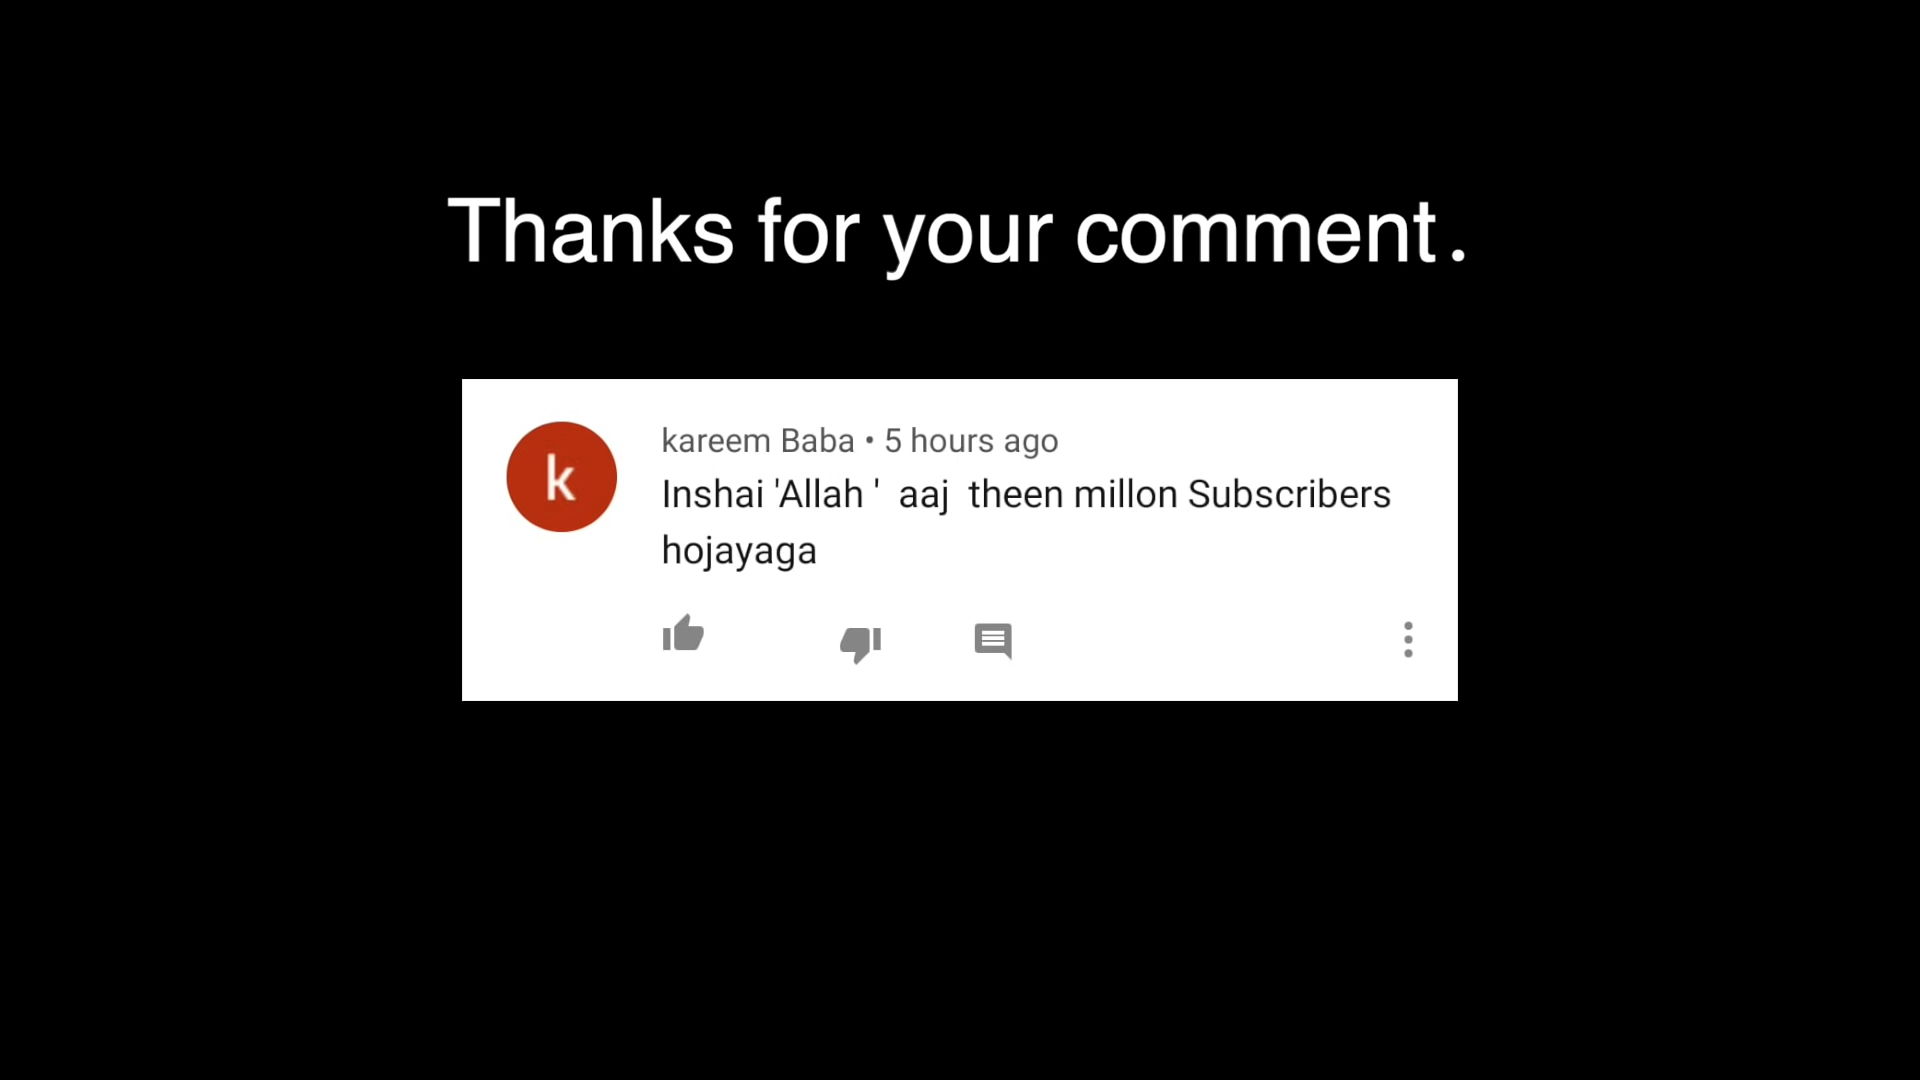 Thanks for your comment.
k
kareem Baba • 5 hours ago
Inshai 'Allah '  aaj  theen millon Subscribers
hojayaga